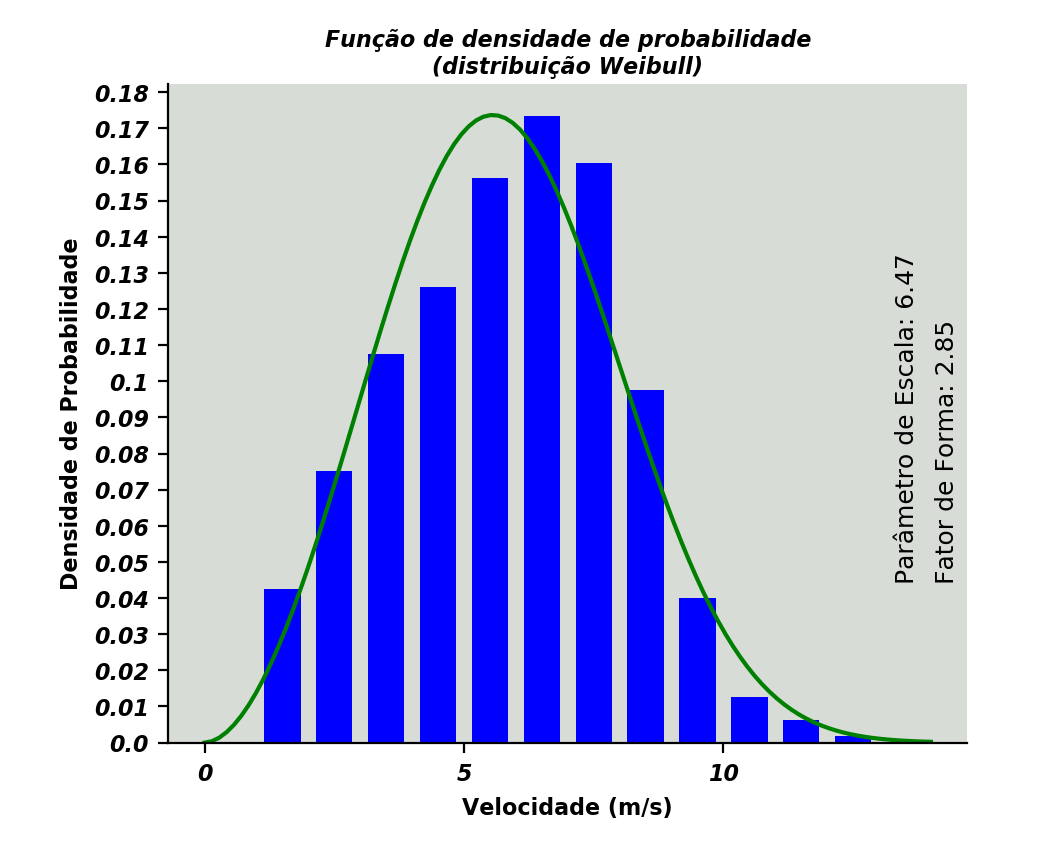 Função de densidade de probabilidade
(distribuição Weibull)
Densidade de Probabilidade
0.18
0.17
0.16
0.15
0.14
0.13
0.12
0.11
0.1
0.09
0.08
0.07
0.06
0.05
0.04
0.03
0.02
0.01
0.0
0 5 10
Velocidade (m/s)
Parâmetro de Escala: 6.47
Fator de Forma: 2.85